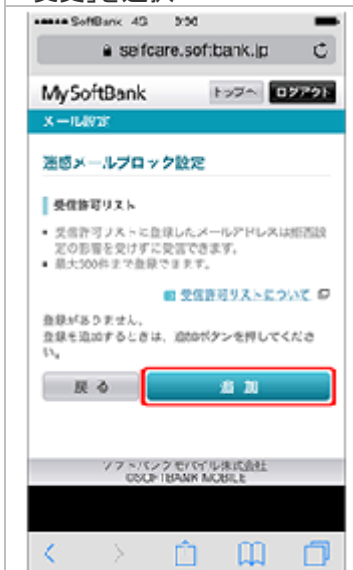 変更」を選択
SoftBank 4G
selfcare.softbank.jp
My SoftBank
トップへ
ログアウト
メール設定
迷惑メールブロック設定
受信許可リスト
• 受信許可リストに登録したメールアドレスは拒否設
定の影響を受けずに受信できます。
• 最大300件まで登録できます。
受信許可リストについて
登録がありません。
登録を追加するときは、追加ボタンを押してくださ
い。
戻る
追加
ソフトバンクモバイル株式会社
©SOFTBANK MOBILE